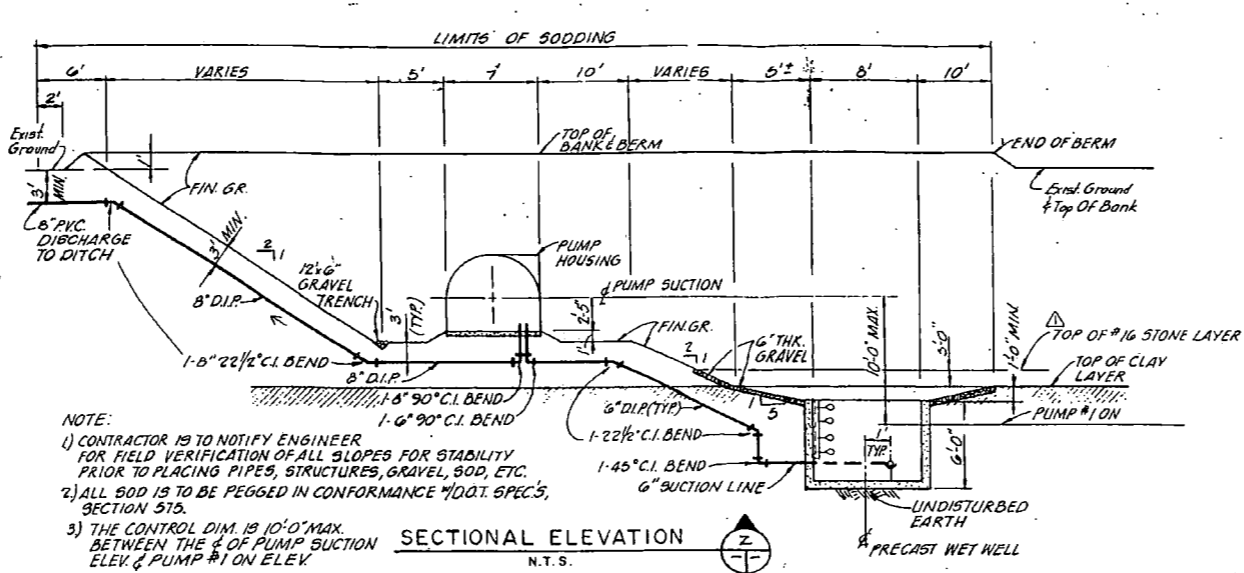 LIMITS OF SODDING
6' VARIES 5' 7' 10' VARIES 5'± 8' 10'
2'
Exist.
Ground
1'
3'
MIN.
FIN. GR.
TOP OF
BANK & BERM
END OF BERM
Exist. Ground
& Top Of Bank
8" P.V.C.
DISCHARGE
TO DITCH
3' MIN.
2
1
8" D.I.P.
12"x6"
GRAVEL
TRENCH
3'
(TYP.)
PUMP
HOUSING
℄ PUMP SUCTION
2'-5"
1'-
FIN.GR.
2
1
6" THK.
GRAVEL
10'-0" MAX.
3'-0"
1'-0" MIN.
1
TOP OF #16 STONE LAYER
TOP OF CLAY
LAYER
PUMP #1 ON
1-8" 22 1/2° C.I. BEND
8" D.I.P.
1-8" 90° C.I. BEND
1-6" 90° C.I. BEND
6" D.I.P. (TYP.)
1
5
1-22 1/2° C.I. BEND
1-45° C.I. BEND
6" SUCTION LINE
1'
TYP.
6'-0"
UNDISTURBED
EARTH
℄ PRECAST WET WELL
NOTE:
1) CONTRACTOR IS TO NOTIFY ENGINEER
FOR FIELD VERIFICATION OF ALL SLOPES FOR STABILITY
PRIOR TO PLACING PIPES, STRUCTURES, GRAVEL, SOD, ETC.
2) ALL SOD IS TO BE PEGGED IN CONFORMANCE W/D.O.T. SPEC'S,
SECTION 575.
3) THE CONTROL DIM. IS 10'-0" MAX.
BETWEEN THE ℄ OF PUMP SUCTION
ELEV. & PUMP #1 ON ELEV.
SECTIONAL ELEVATION
N.T.S.
Z